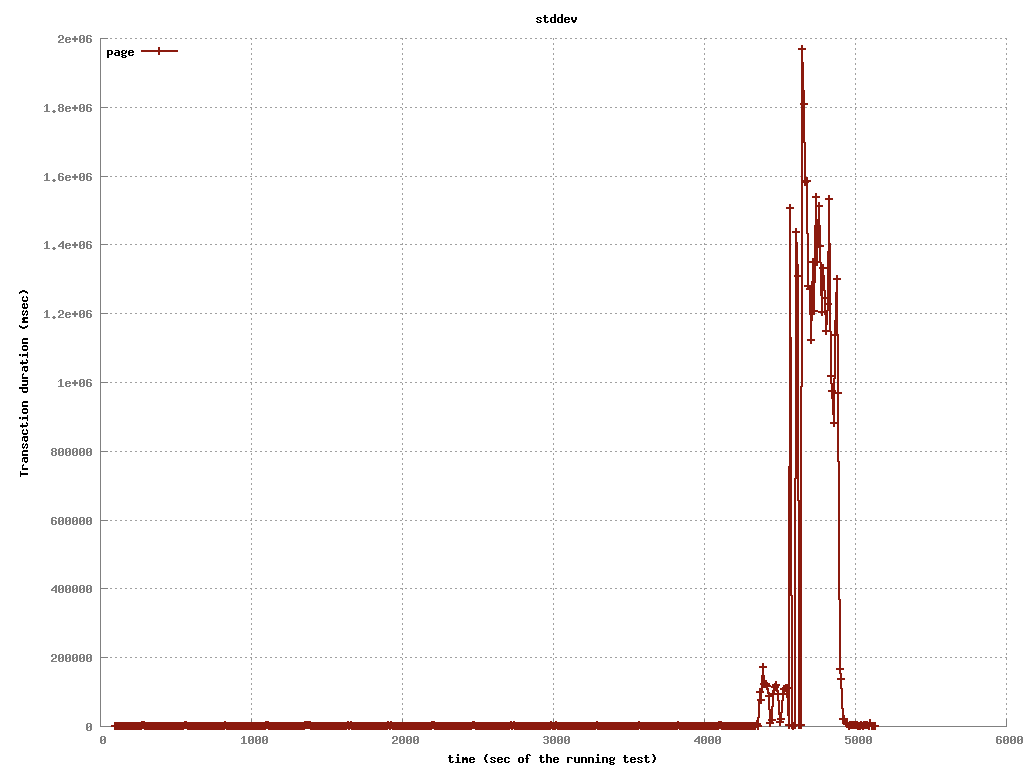 stddev
page
2e+06
1.8e+06
1.6e+06
1.4e+06
1.2e+06
1e+06
800000
600000
400000
200000
0
Transaction duration (msec)
0 1000 2000 3000 4000 5000 6000
time (sec of the running test)